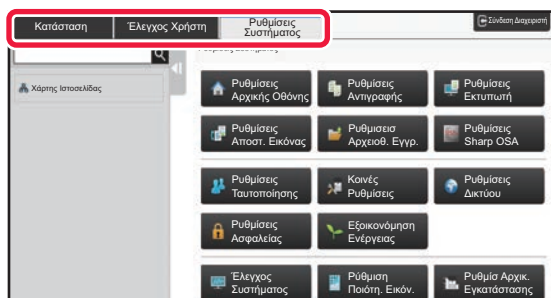 Κατάσταση
Έλεγχος Χρήστη
Ρυθμίσεις
Συστήματος
Σύνδεση Διαχειριστή
Χάρτης Ιστοσελίδας
Ρυθμίσεις
Αρχικής Οθόνης
Ρυθμίσεις
Αντιγραφής
Ρυθμίσεις
Εκτυπωτή
Ρυθμίσεις
Αποστ. Εικόνας
Ρυθμισεισ
Αρχειοθ. Εγγρ.
Ρυθμίσεις
Sharp OSA
Ρυθμίσεις
Ταυτοποίησης
Κοινές
Ρυθμίσεις
Ρυθμίσεις
Δικτύου
Ρυθμίσεις
Ασφαλείας
Εξοικονόμηση
Ενέργειας
Έλεγχος
Συστήματος
Ρύθμιση
Ποιότη. Εικόν.
Ρυθμίσ Αρχικ.
Εγκατάστασης